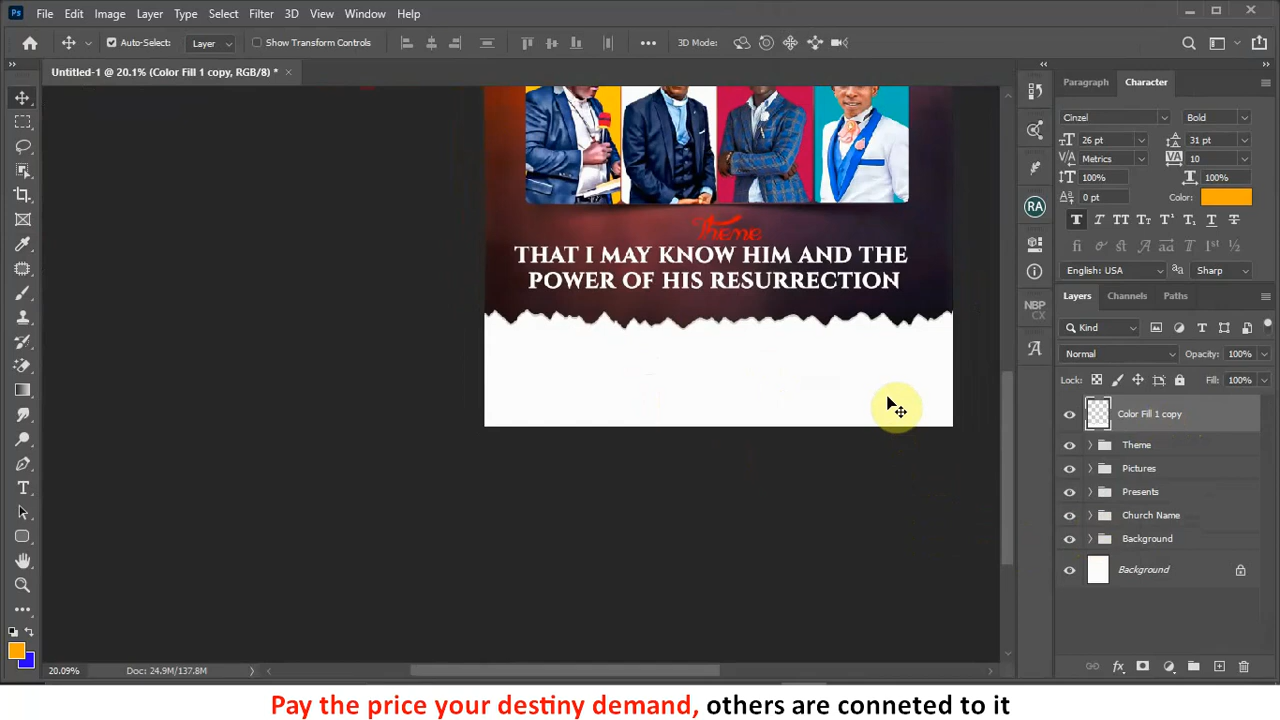 Ps File Edit Image Layer Type Select Filter 3D View Window Help
Auto-Select: Layer Show Transform Controls 3D Mode:
Untitled-1 @ 20.1% (Color Fill 1 copy, RGB/8) *
Paragraph Character
Cinzel Bold
26 pt 31 pt
Metrics 10
100% 100%
0 pt Color:
English: USA Sharp
RA
NBP
CX
Layers Channels Paths
Kind
Normal Opacity: 100%
Lock: Fill: 100%
Color Fill 1 copy
Theme
Pictures
Presents
Church Name
Background
Background
Theme
THAT I MAY KNOW HIM AND THE
POWER OF HIS RESURRECTION
20.09% Doc: 24.9M/137.8M
Pay the price your destiny demand, others are conneted to it